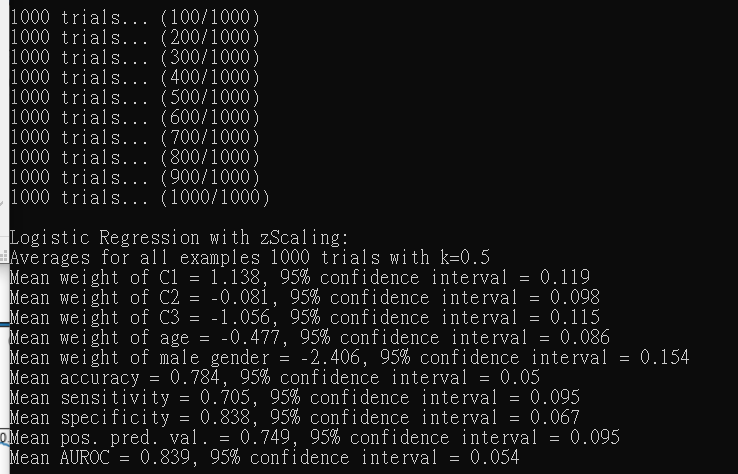 1000 trials... (100/1000)
1000 trials... (200/1000)
1000 trials... (300/1000)
1000 trials... (400/1000)
1000 trials... (500/1000)
1000 trials... (600/1000)
1000 trials... (700/1000)
1000 trials... (800/1000)
1000 trials... (900/1000)
1000 trials... (1000/1000)
Logistic Regression with zScaling:
Averages for all examples 1000 trials with k=0.5
Mean weight of C1 = 1.138, 95% confidence interval = 0.119
Mean weight of C2 = -0.081, 95% confidence interval = 0.098
Mean weight of C3 = -1.056, 95% confidence interval = 0.115
Mean weight of age = -0.477, 95% confidence interval = 0.086
Mean weight of male gender = -2.406, 95% confidence interval = 0.154
Mean accuracy = 0.784, 95% confidence interval = 0.05
Mean sensitivity = 0.705, 95% confidence interval = 0.095
Mean specificity = 0.838, 95% confidence interval = 0.067
Mean pos. pred. val. = 0.749, 95% confidence interval = 0.095
Mean AUROC = 0.839, 95% confidence interval = 0.054